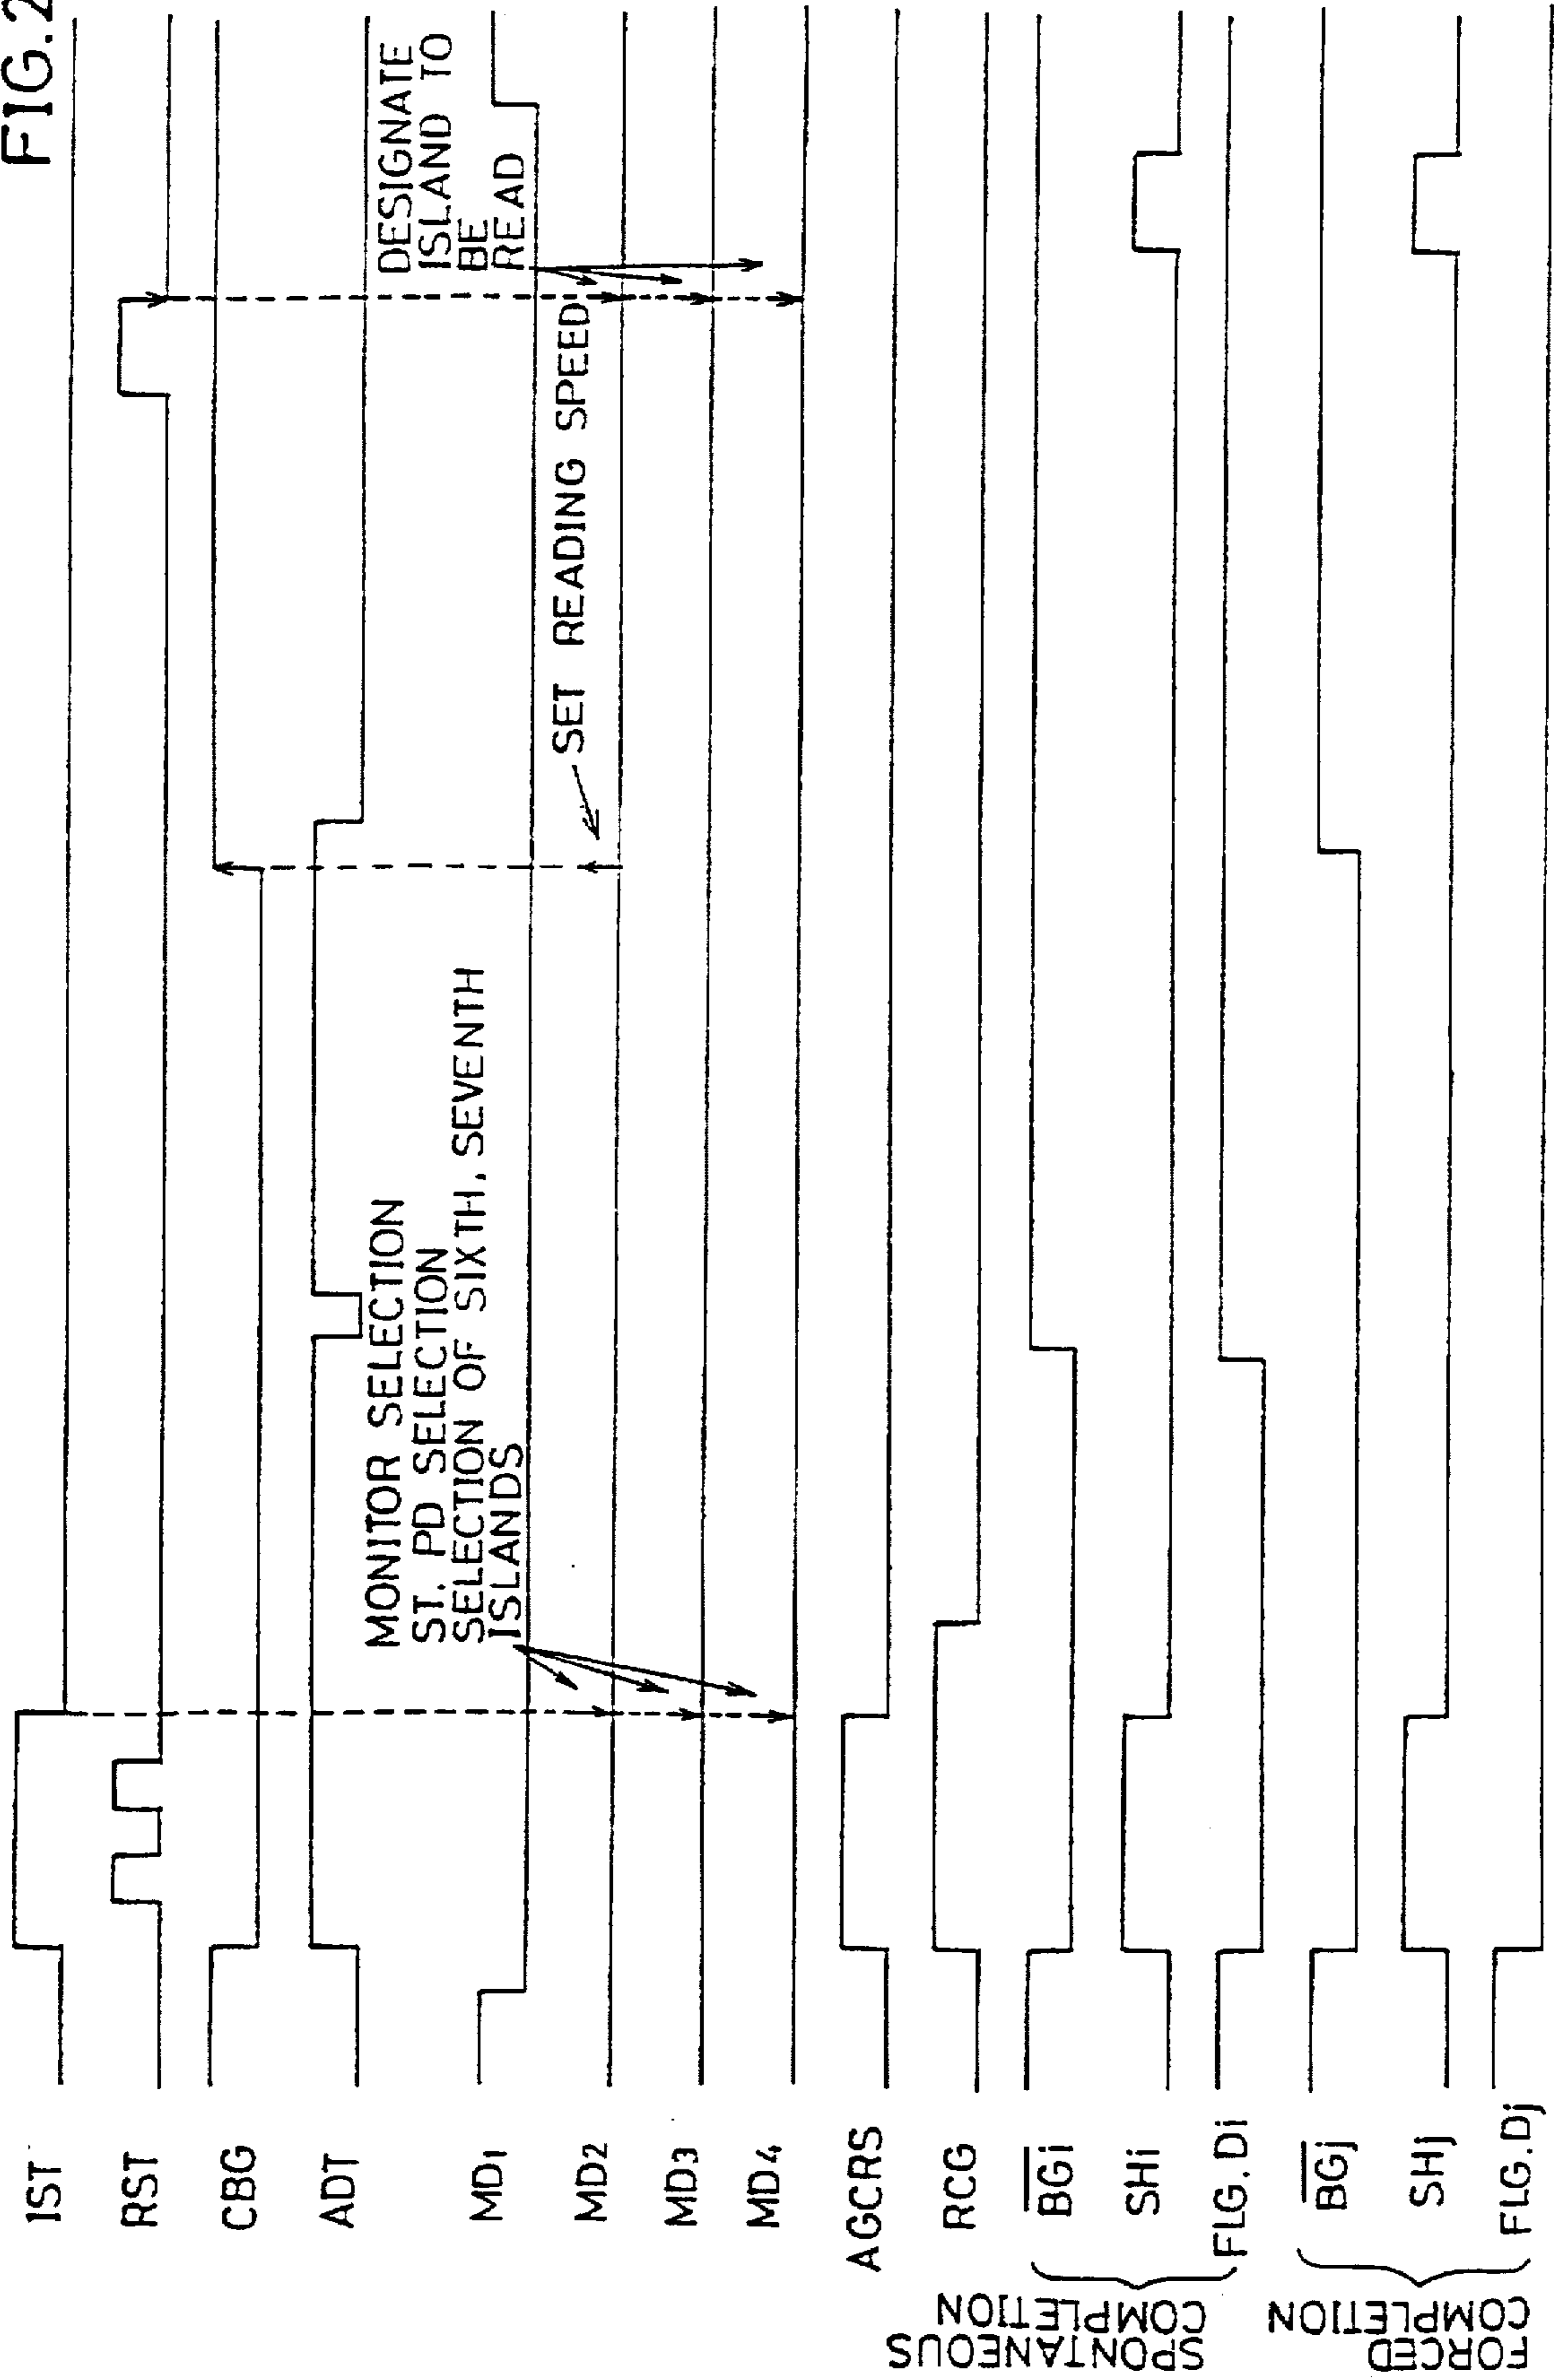 FIG.2
IST
RST
CBG
ADT
MD1
MD2
MD3
MD4
AGCRS
RCG
BGi
SHi
FLG.Di
BGj
SHj
FLG.Dj
SPONTANEOUS
COMPLETION
FORCED
COMPLETION
MONITOR SELECTION
ST. PD SELECTION
SELECTION OF SIXTH, SEVENTH
ISLANDS
SET READING SPEED
DESIGNATE
ISLAND TO
BE
READ